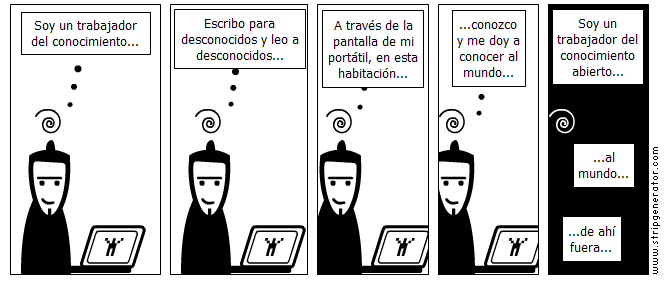 Soy un trabajador
del conocimiento...
Escribo para
desconocidos y leo a
desconocidos...
A través de la
pantalla de mi
portátil, en esta
habitación...
...conozco
y me doy a
conocer al
mundo...
Soy un
trabajador del
conocimiento
abierto...
...al
mundo...
...de ahí
fuera...
www.stripgenerator.com